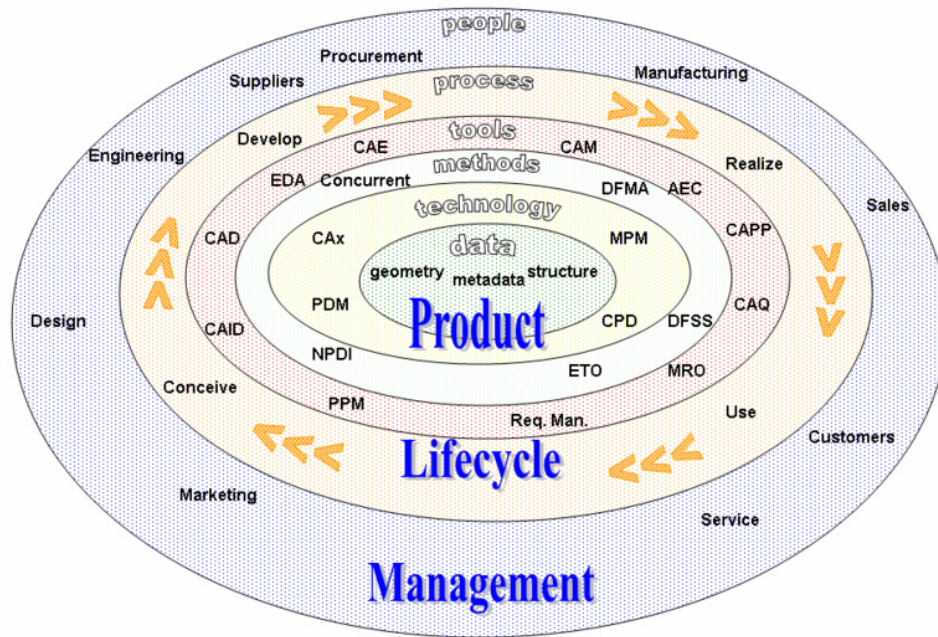 people
Procurement
Suppliers
Manufacturing
process
Develop
tools
Engineering
CAE
CAM
methods
Realize
EDA
Concurrent
DFMA
AEC
technology
Sales
CAD
CAx
data
MPM
CAPP
geometry
metadata
structure
PDM
CAQ
Design
CAID
Product
CPD
DFSS
NPDI
ETO
MRO
Conceive
PPM
Req. Man.
Use
Lifecycle
Customers
Marketing
Service
Management